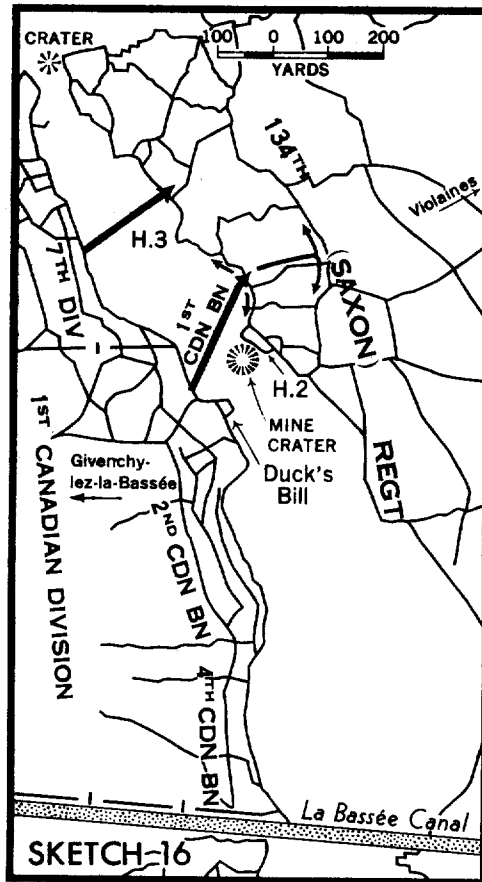 CRATER
100 0 100 200
YARDS
134TH
Violaines
H.3
7TH DIV
1ST
CDN BN
(SAXON)
H.2
MINE
CRATER
Duck's
Bill
REGT
1ST CANADIAN DIVISION
Givenchy-
lez-la-Bassée
2ND CDN BN
4TH CDN BN
La Bassée Canal
SKETCH-16